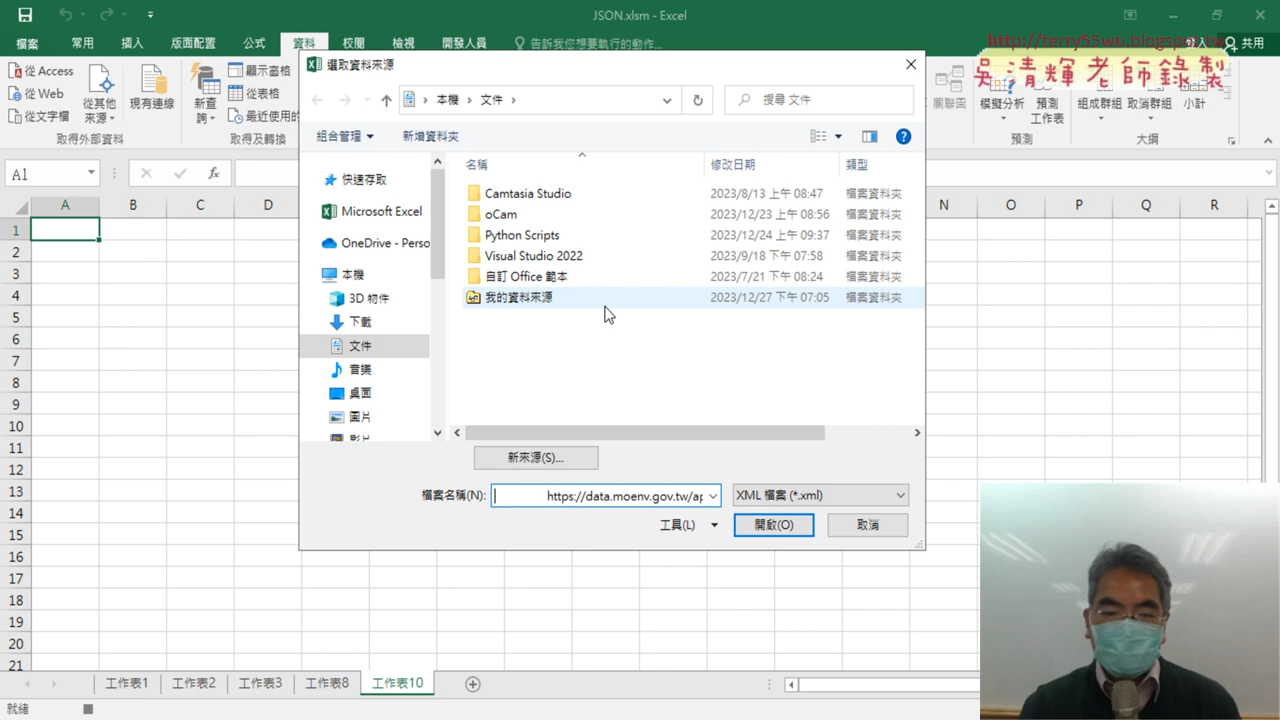 JSON.xlsm - Excel
檔案 常用 插入 版面配置 公式 資料 校閱 檢視 開發人員 告訴我您想要執行的動作... 登入 共用
http://terry55wu.blogspot.tw
吳清輝老師錄製
從 Access
從 Web
從文字檔
從其他
來源
現有連線
取得外部資料
新查
詢
顯示查詢
從表格
最近使用的
取得及轉換
關聯圖
模擬分析
預測
工作表
預測
組成群組 取消群組 小計
大綱
A1
fx
A B C D N O P Q R
1
2
3
4
5
6
7
8
9
10
11
12
13
14
15
16
17
18
19
20
21
選取資料來源
本機 › 文件 ›
搜尋 文件
組合管理 新增資料夾
快速存取
Microsoft Excel
OneDrive - Perso
本機
3D 物件
下載
文件
音樂
桌面
圖片
影片
名稱 修改日期 類型
Camtasia Studio 2023/8/13 上午 08:47 檔案資料夾
oCam 2023/12/23 上午 08:56 檔案資料夾
Python Scripts 2023/12/24 上午 09:37 檔案資料夾
Visual Studio 2022 2023/9/18 下午 07:58 檔案資料夾
自訂 Office 範本 2023/7/21 下午 08:24 檔案資料夾
我的資料來源 2023/12/27 下午 07:05 檔案資料夾
新來源(S)...
檔案名稱(N): https://data.moenv.gov.tw/ap XML 檔案 (*.xml)
工具(L) 開啟(O) 取消
工作表1 工作表2 工作表3 工作表8 工作表10
就緒